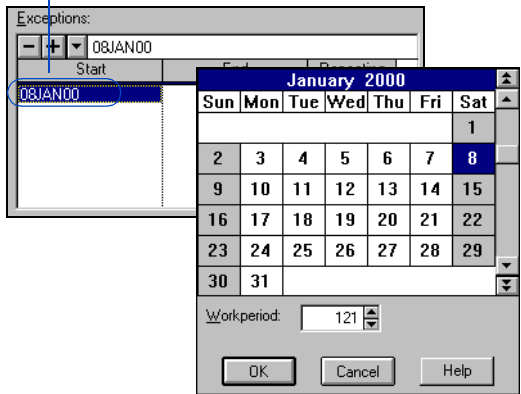 Exceptions:
− + 08JAN00
Start
08JAN00
January 2000
Sun Mon Tue Wed Thu Fri Sat
1
2 3 4 5 6 7 8
9 10 11 12 13 14 15
16 17 18 19 20 21 22
23 24 25 26 27 28 29
30 31
Workperiod: 121
OK Cancel Help